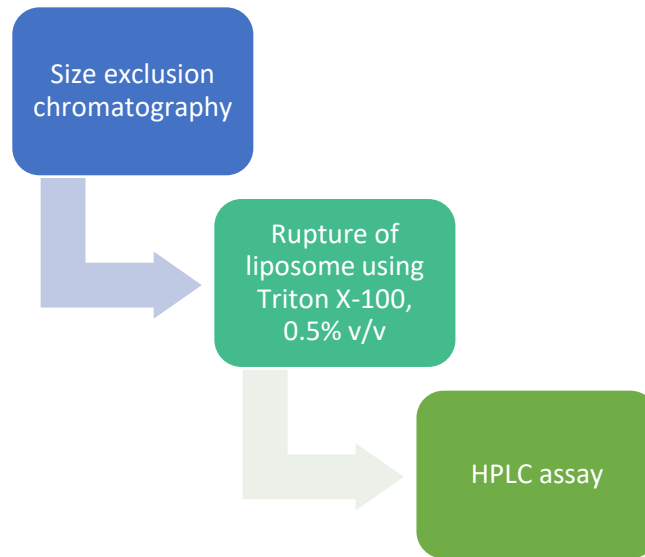 Size exclusion
chromatography
Rupture of
liposome using
Triton X-100,
0.5% v/v
HPLC assay